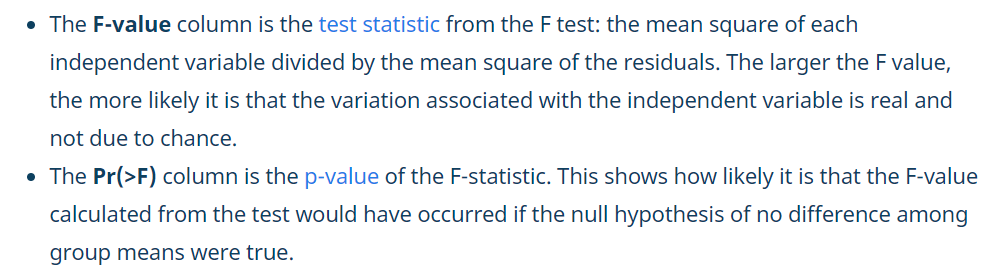 • The F-value column is the test statistic from the F test: the mean square of each
independent variable divided by the mean square of the residuals. The larger the F value,
the more likely it is that the variation associated with the independent variable is real and
not due to chance.
• The Pr(>F) column is the p-value of the F-statistic. This shows how likely it is that the F-value
calculated from the test would have occurred if the null hypothesis of no difference among
group means were true.